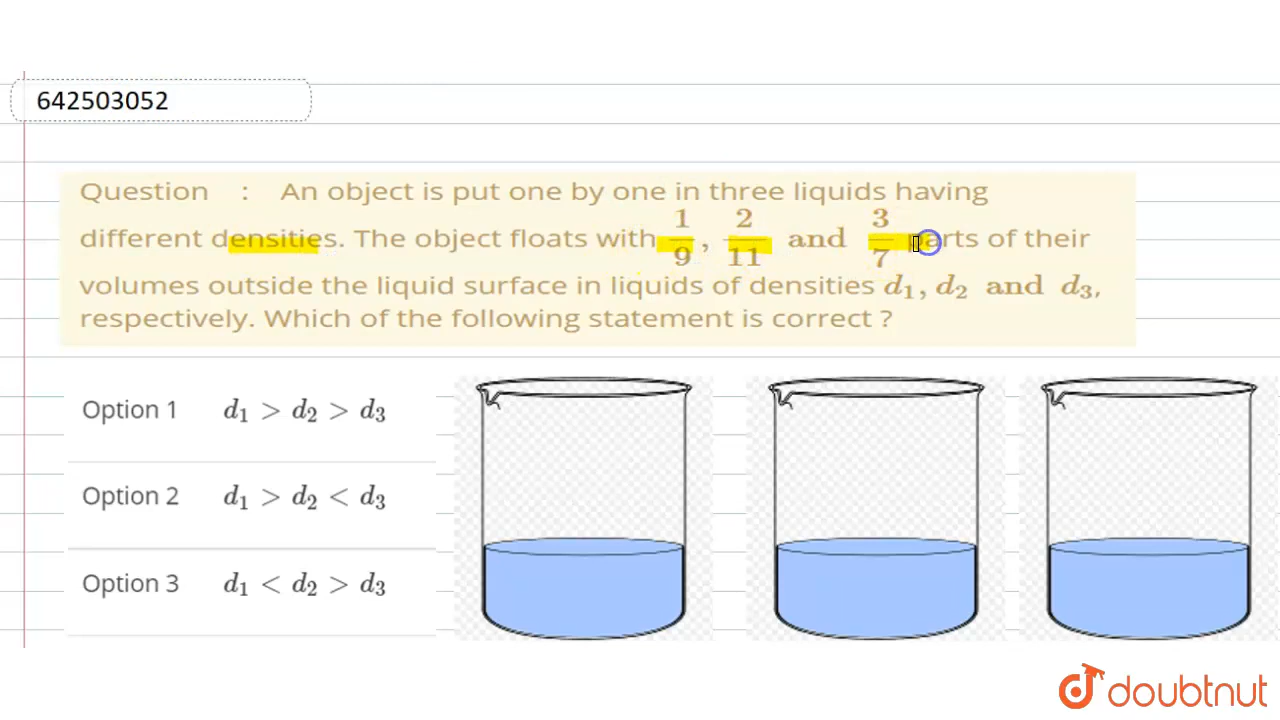 642503052
Question : An object is put one by one in three liquids having
different densities. The object floats with 1/9, 2/11 and 3/7 parts of their
volumes outside the liquid surface in liquids of densities d₁, d₂ and d₃,
respectively. Which of the following statement is correct ?
Option 1 d₁ > d₂ > d₃
Option 2 d₁ > d₂ < d₃
Option 3 d₁ < d₂ > d₃
doubtnut